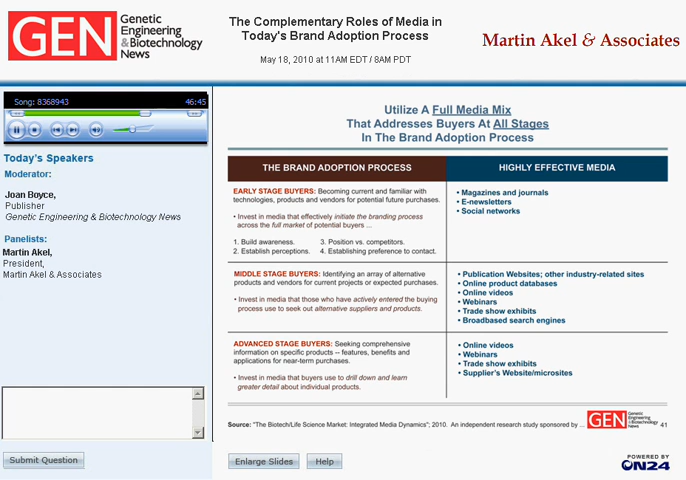 GEN Genetic
Engineering
&Biotechnology
News
The Complementary Roles of Media in
Today's Brand Adoption Process
May 18, 2010 at 11AM EDT / 8AM PDT
Martin Akel & Associates
Song: 8368943 46:45
Today's Speakers
Moderator:
Joan Boyce,
Publisher
Genetic Engineering & Biotechnology News
Panelists:
Martin Akel,
President,
Martin Akel & Associates
Submit Question
Utilize A Full Media Mix
That Addresses Buyers At All Stages
In The Brand Adoption Process
THE BRAND ADOPTION PROCESS HIGHLY EFFECTIVE MEDIA
EARLY STAGE BUYERS: Becoming current and familiar with
technologies, products and vendors for potential future purchases.
• Invest in media that effectively initiate the branding process
across the full market of potential buyers ...
1. Build awareness. 3. Position vs. competitors.
2. Establish perceptions. 4. Establishing preference to contact.
• Magazines and journals
• E-newsletters
• Social networks
MIDDLE STAGE BUYERS: Identifying an array of alternative
products and vendors for current projects or expected purchases.
• Invest in media that those who have actively entered the buying
process use to seek out alternative suppliers and products.
• Publication Websites; other industry-related sites
• Online product databases
• Online videos
• Webinars
• Trade show exhibits
• Broadbased search engines
ADVANCED STAGE BUYERS: Seeking comprehensive
information on specific products -- features, benefits and
applications for near-term purchases.
• Invest in media that buyers use to drill down and learn
greater detail about individual products.
• Online videos
• Webinars
• Trade show exhibits
• Supplier's Website/microsites
Source: "The Biotech/Life Science Market: Integrated Media Dynamics"; 2010. An independent research study sponsored by ...
GEN Genetic
Engineering
&Biotechnology
News
41
Enlarge Slides Help
POWERED BY
ON24